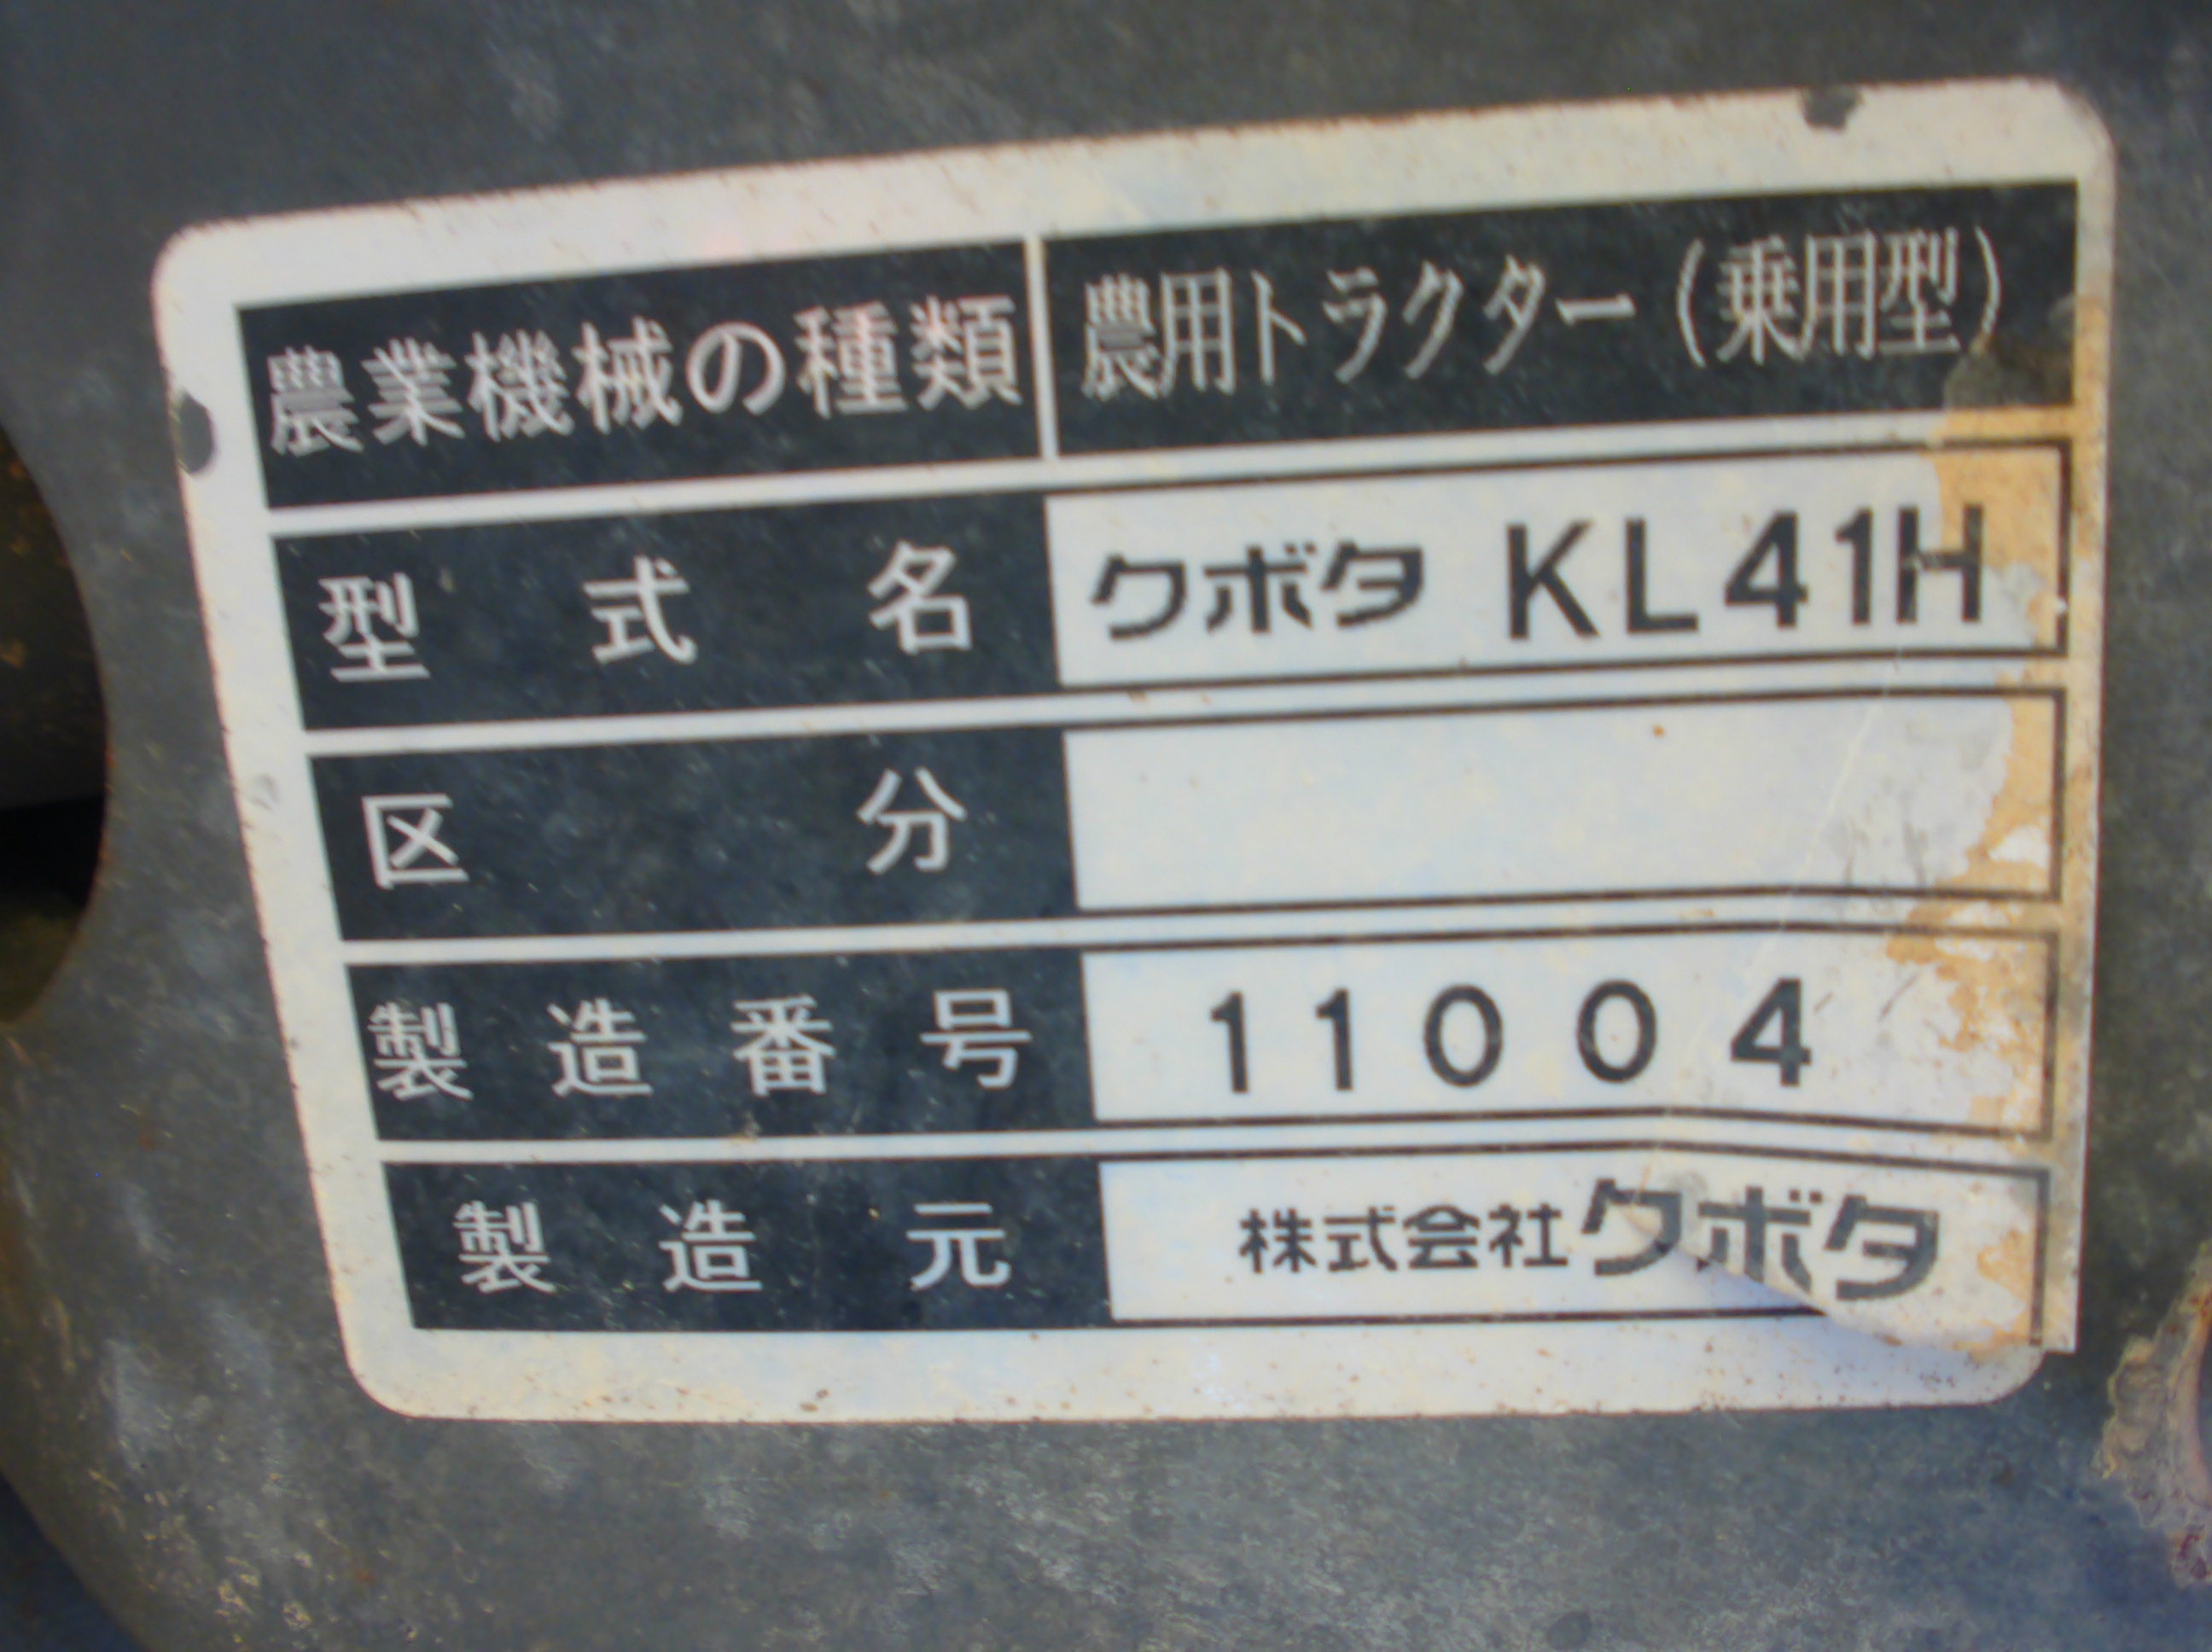 農業機械の種類 農用トラクター(乗用型)
型式名 クボタ KL41H
区分
製造番号 11004
製造元 株式会社クボタ